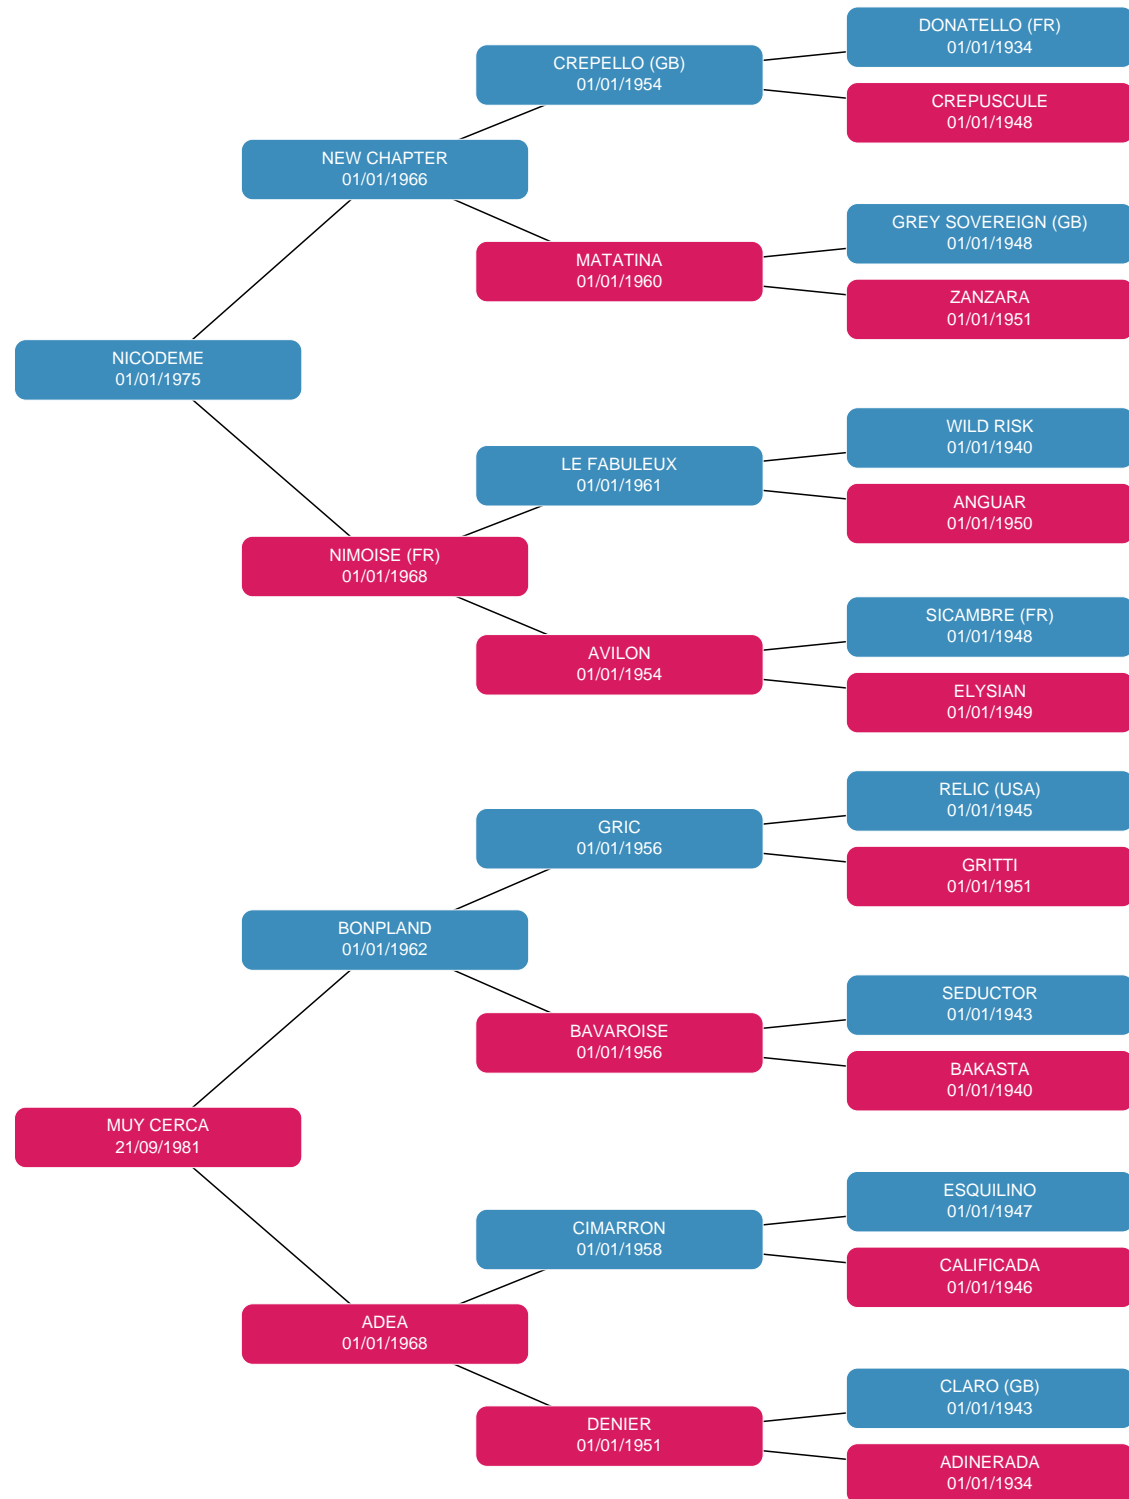 DONATELLO (FR)
01/01/1934
CREPELLO (GB)
01/01/1954
CREPUSCULE
01/01/1948
NEW CHAPTER
01/01/1966
GREY SOVEREIGN (GB)
01/01/1948
MATATINA
01/01/1960
ZANZARA
01/01/1951
NICODEME
01/01/1975
WILD RISK
01/01/1940
LE FABULEUX
01/01/1961
ANGUAR
01/01/1950
NIMOISE (FR)
01/01/1968
SICAMBRE (FR)
01/01/1948
AVILON
01/01/1954
ELYSIAN
01/01/1949
RELIC (USA)
01/01/1945
GRIC
01/01/1956
GRITTI
01/01/1951
BONPLAND
01/01/1962
SEDUCTOR
01/01/1943
BAVAROISE
01/01/1956
BAKASTA
01/01/1940
MUY CERCA
21/09/1981
ESQUILINO
01/01/1947
CIMARRON
01/01/1958
CALIFICADA
01/01/1946
ADEA
01/01/1968
CLARO (GB)
01/01/1943
DENIER
01/01/1951
ADINERADA
01/01/1934